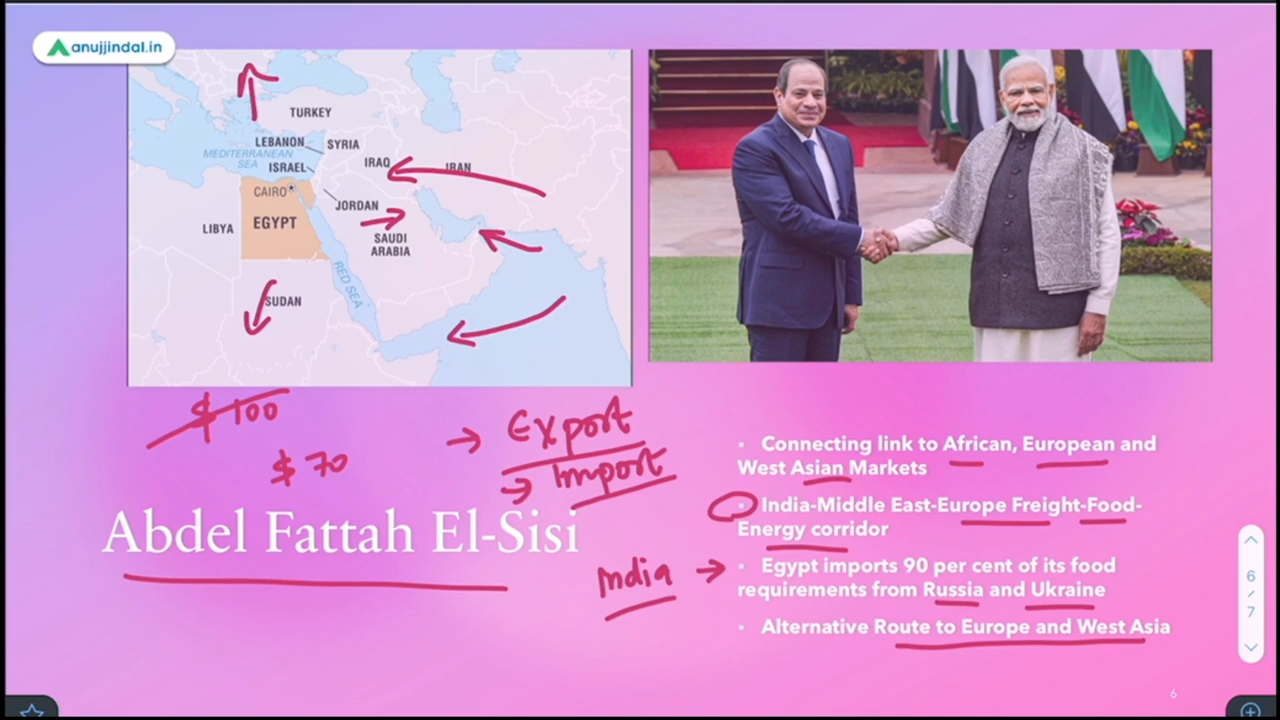 anujjindal.in
TURKEY
LEBANON
SYRIA
MEDITERRANEAN
SEA
ISRAEL
IRAQ
IRAN
CAIRO
JORDAN
LIBYA
EGYPT
SAUDI
ARABIA
RED SEA
SUDAN
$ 100
$ 70
→ Export
→ Import
Abdel Fattah El-Sisi
India →
▪ Connecting link to African, European and
West Asian Markets
▪ India-Middle East-Europe Freight-Food-
Energy corridor
▪ Egypt imports 90 per cent of its food
requirements from Russia and Ukraine
▪ Alternative Route to Europe and West Asia
6
/
7
6